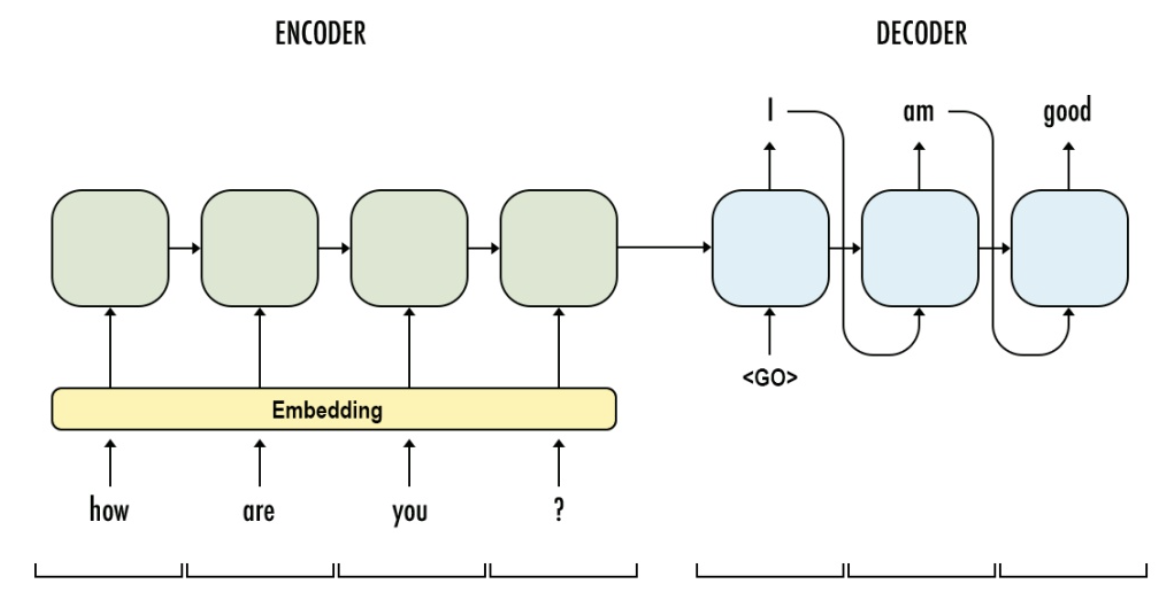 ENCODER
DECODER
I am good
<GO>
Embedding
how are you ?